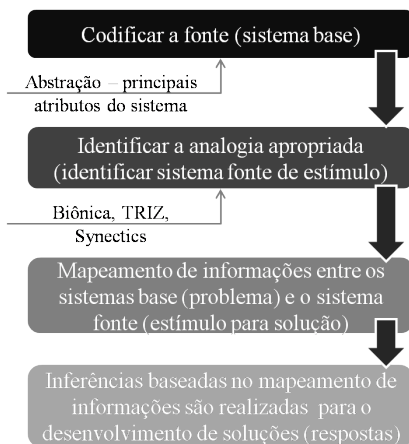 Codificar a fonte (sistema base)
Abstração – principais
atributos do sistema
Identificar a analogia apropriada
(identificar sistema fonte de estímulo)
Biônica, TRIZ,
Synectics
Mapeamento de informações entre os
sistemas base (problema) e o sistema
fonte (estímulo para solução)
Inferências baseadas no mapeamento de
informações são realizadas para o
desenvolvimento de soluções (respostas)